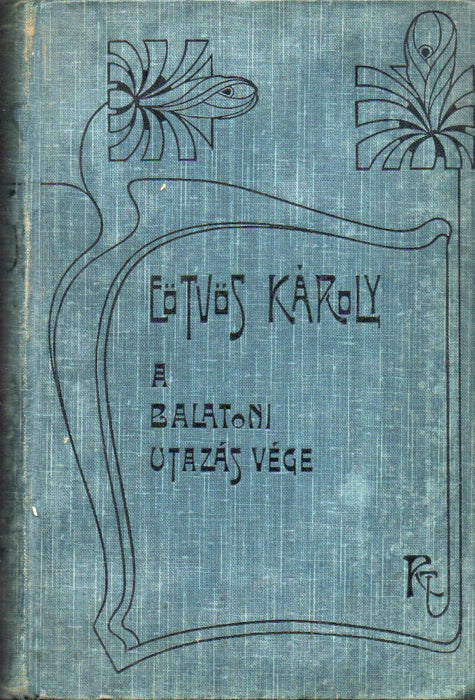 EÖTVÖS KÁROLY
A
BALATONI
UTAZÁS VÉGE